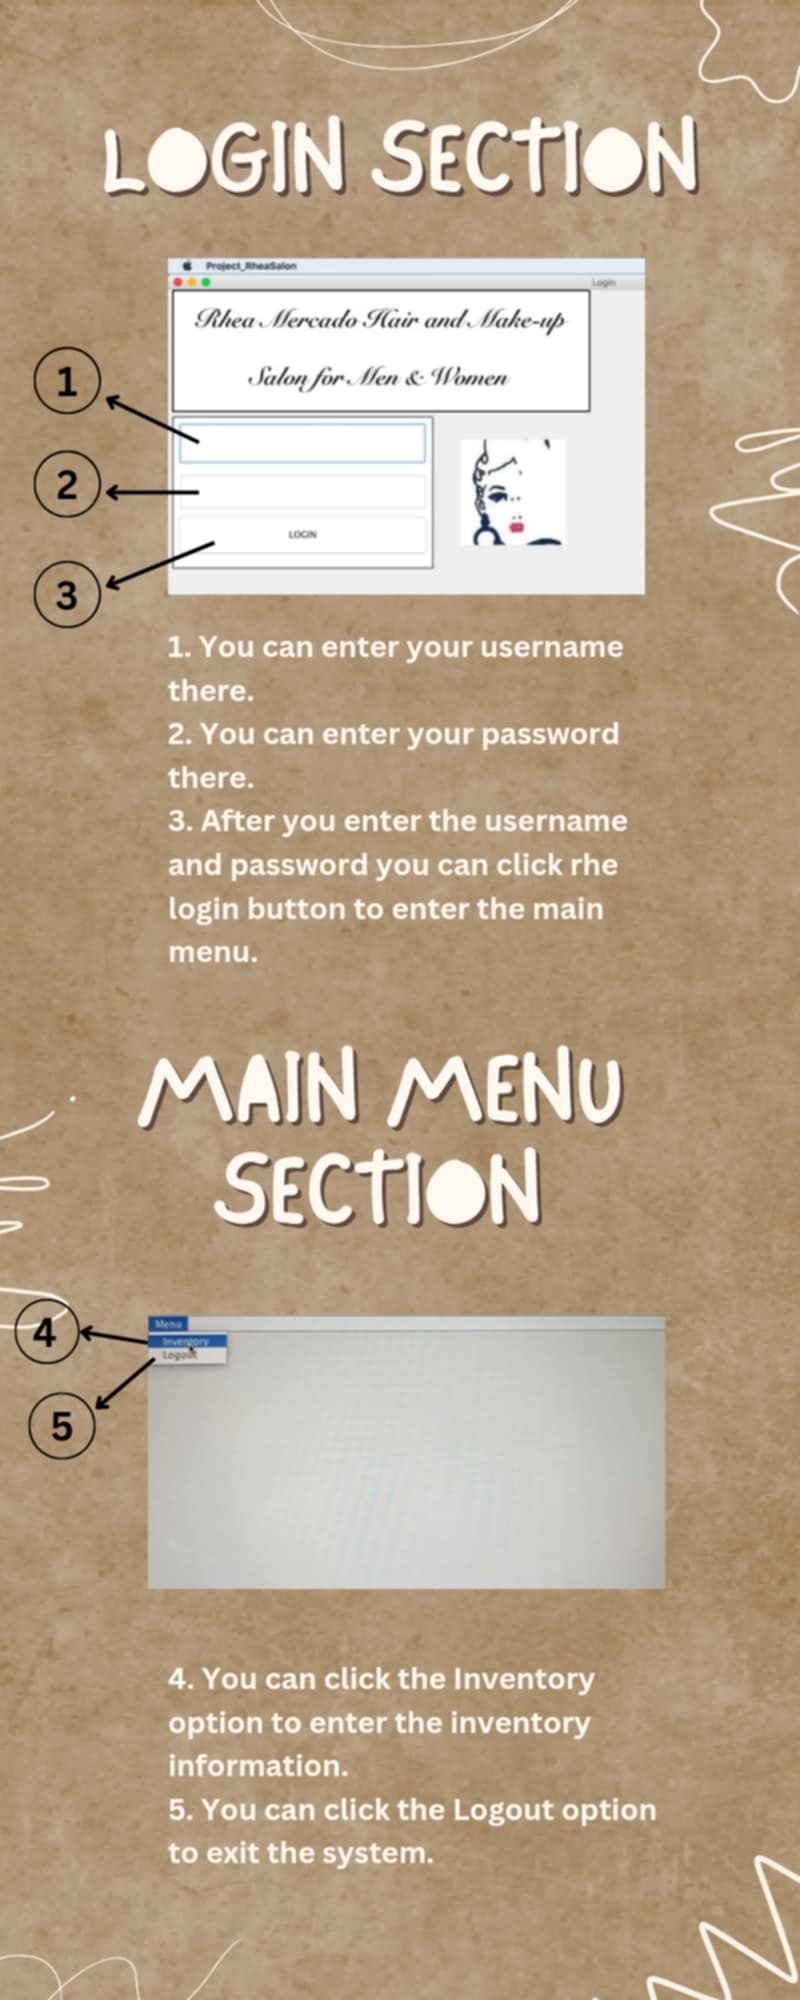 LOGIN SECTION
Project_RheaSalon
Login
Rhea Mercado Hair and Make-up
Salon for Men & Women
1
2
LOGIN
3
1. You can enter your username
there.
2. You can enter your password
there.
3. After you enter the username
and password you can click rhe
login button to enter the main
menu.
MAIN MENU
SECTION
Menu
4
Inventory
Logout
5
4. You can click the Inventory
option to enter the inventory
information.
5. You can click the Logout option
to exit the system.